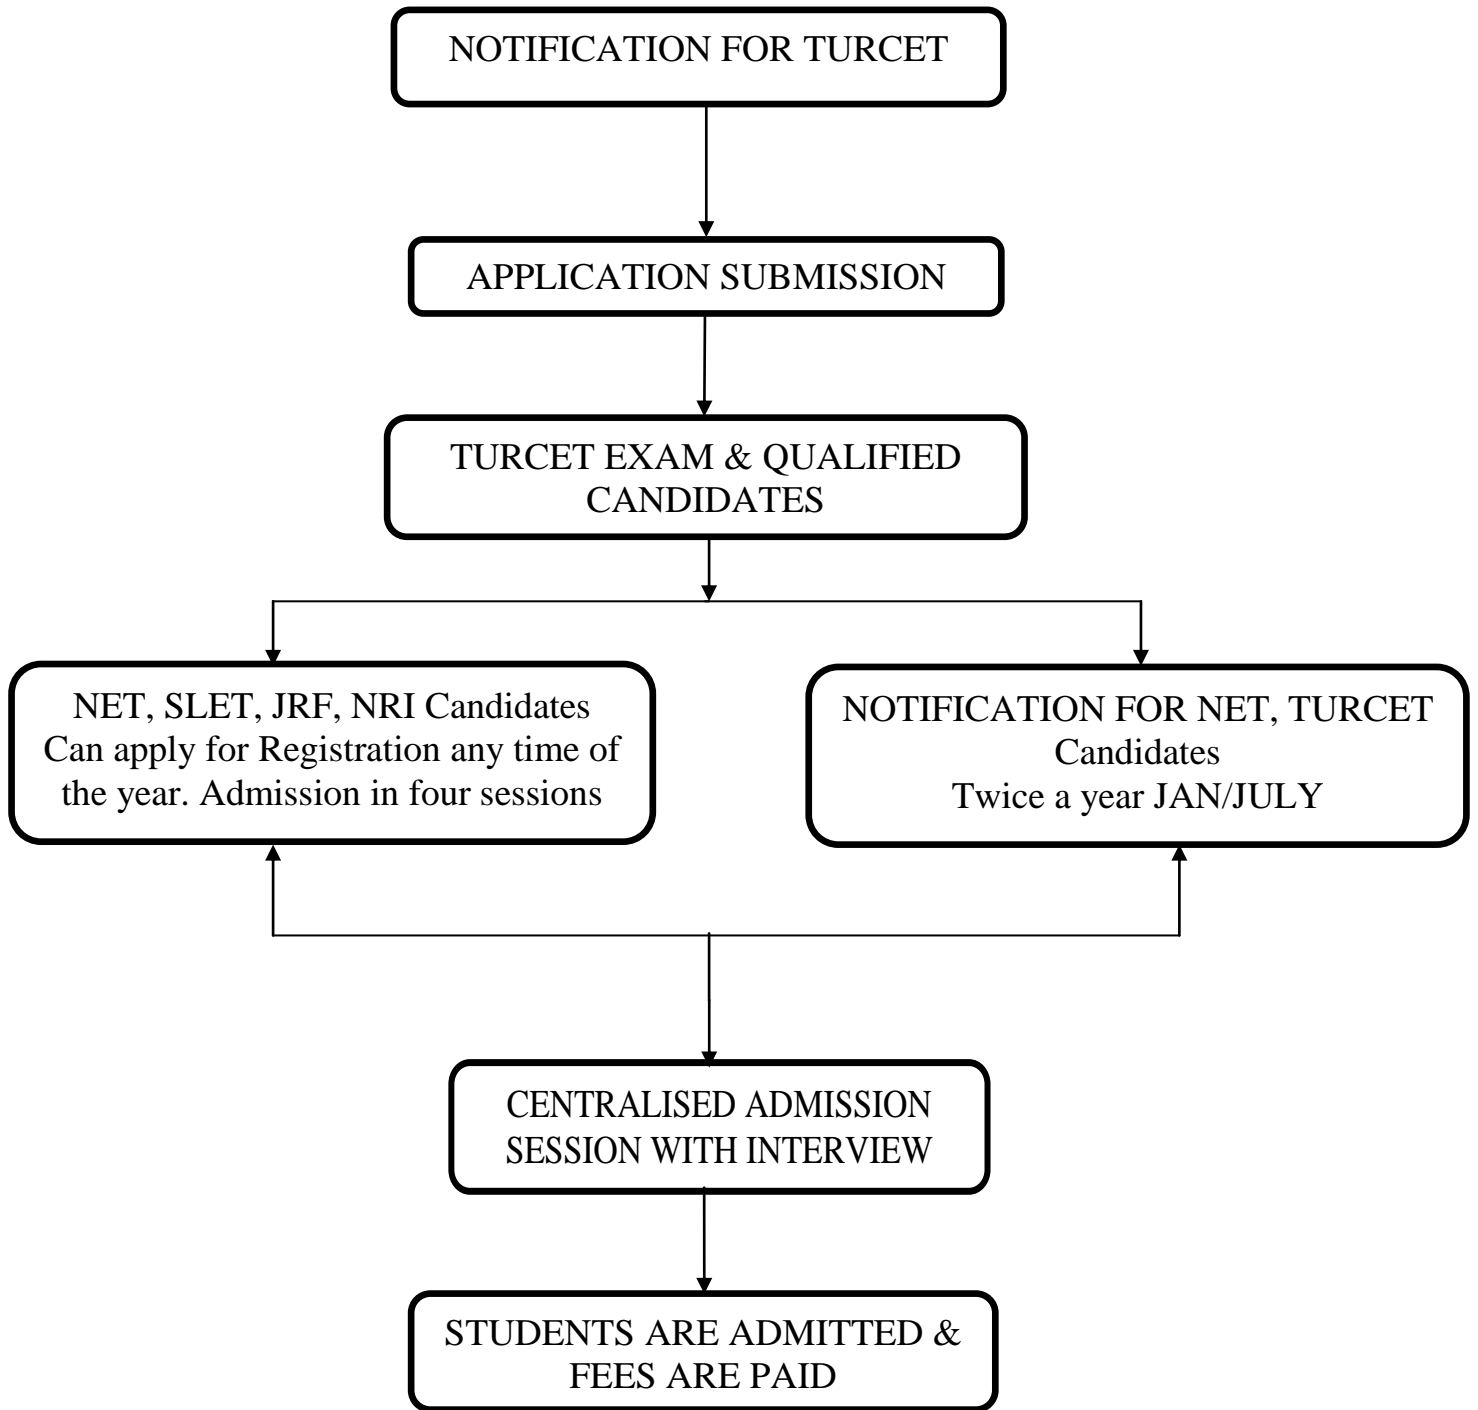 NOTIFICATION FOR TURCET
APPLICATION SUBMISSION
TURCET EXAM & QUALIFIED
CANDIDATES
NET, SLET, JRF, NRI Candidates
Can apply for Registration any time of
the year. Admission in four sessions
NOTIFICATION FOR NET, TURCET
Candidates
Twice a year JAN/JULY
CENTRALISED ADMISSION
SESSION WITH INTERVIEW
STUDENTS ARE ADMITTED &
FEES ARE PAID